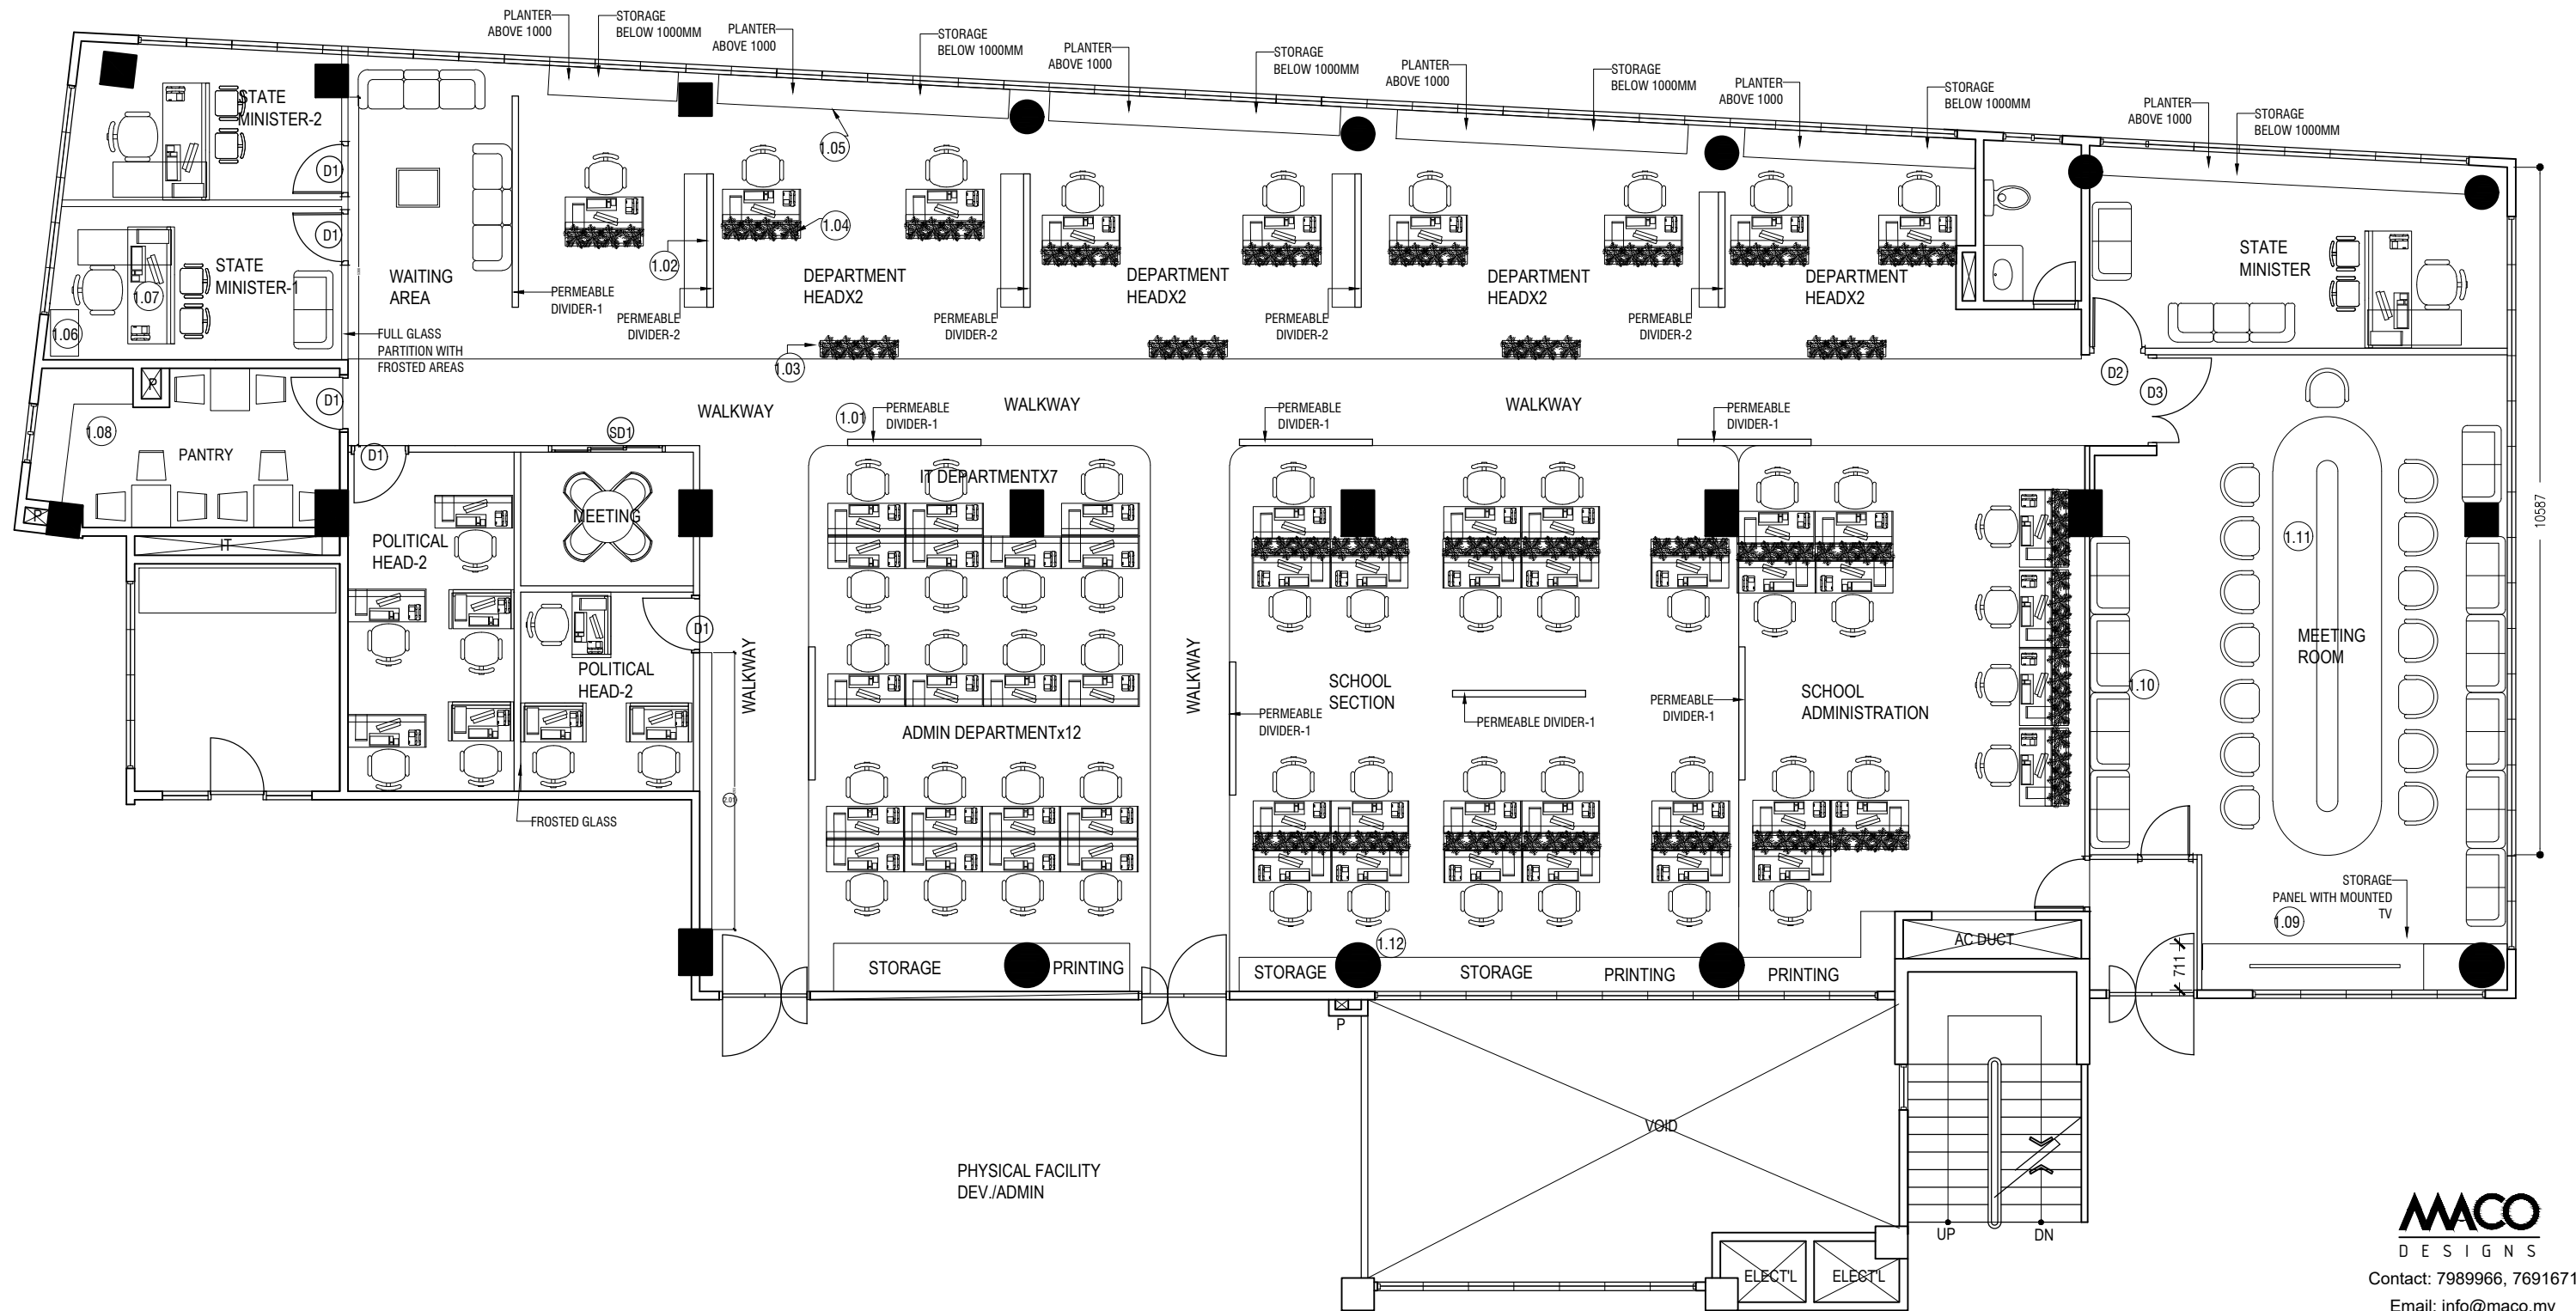 PLANTER
ABOVE 1000
STORAGE
BELOW 1000MM
PLANTER
ABOVE 1000
STORAGE
BELOW 1000MM
PLANTER
ABOVE 1000
STORAGE
BELOW 1000MM
PLANTER
ABOVE 1000
STORAGE
BELOW 1000MM
PLANTER
ABOVE 1000
STORAGE
BELOW 1000MM
PLANTER
ABOVE 1000
STORAGE
BELOW 1000MM
STATE
MINISTER-2
D1
D1
STATE
MINISTER-1
1.07
1.06
WAITING
AREA
1.05
1.04
1.02
PERMEABLE
DIVIDER-1
PERMEABLE
DIVIDER-2
DEPARTMENT
HEADX2
PERMEABLE
DIVIDER-2
DEPARTMENT
HEADX2
PERMEABLE
DIVIDER-2
DEPARTMENT
HEADX2
PERMEABLE
DIVIDER-2
DEPARTMENT
HEADX2
STATE
MINISTER
FULL GLASS
PARTITION WITH
FROSTED AREAS
1.03
D2
D3
P
D1
1.08
PANTRY
P
IT
WALKWAY
WALKWAY
WALKWAY
1.01
PERMEABLE
DIVIDER-1
PERMEABLE
DIVIDER-1
PERMEABLE
DIVIDER-1
D1
SD1
MEETING
POLITICAL
HEAD-2
POLITICAL
HEAD-2
D1
FROSTED GLASS
WALKWAY
2.01
IT DEPARTMENTX7
ADMIN DEPARTMENTx12
WALKWAY
SCHOOL
SECTION
PERMEABLE
DIVIDER-1
PERMEABLE DIVIDER-1
PERMEABLE
DIVIDER-1
SCHOOL
ADMINISTRATION
1.10
1.11
MEETING
ROOM
10587
STORAGE
PANEL WITH MOUNTED
TV
1.09
711
STORAGE
PRINTING
STORAGE
1.12
STORAGE
PRINTING
PRINTING
AC DUCT
P
VOID
PHYSICAL FACILITY
DEV./ADMIN
UP
DN
ELECT'L
ELECT'L
MACO
DESIGNS
Contact: 7989966, 7691671
Email: info@maco.mv